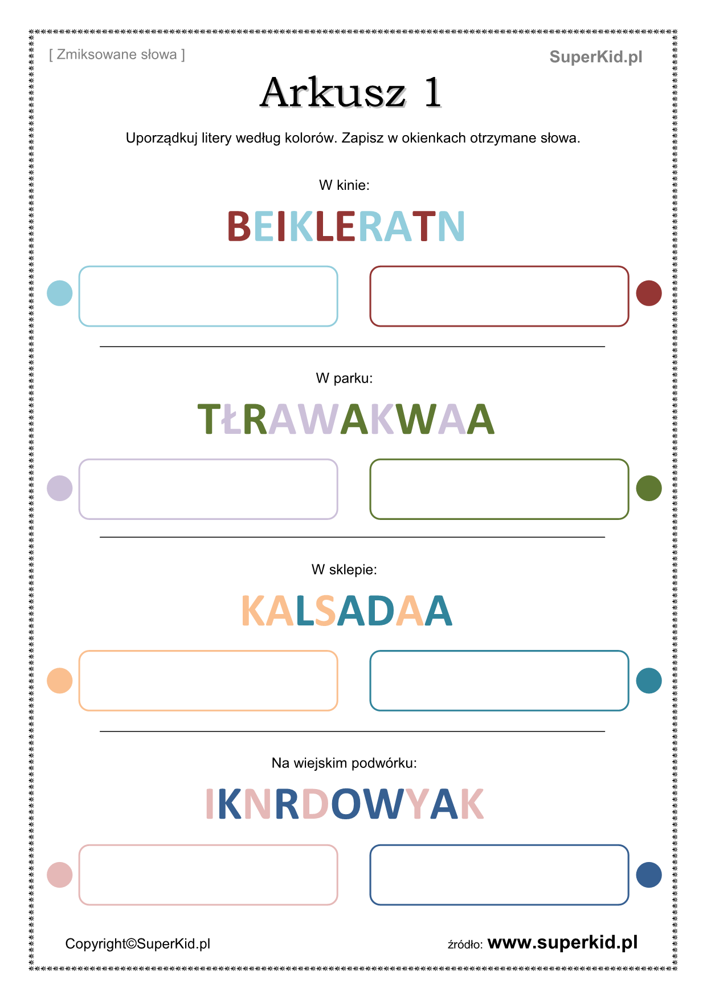 [ Zmiksowane słowa ]
SuperKid.pl
Arkusz 1
Uporządkuj litery według kolorów. Zapisz w okienkach otrzymane słowa.
W kinie:
BEIKLERATN
W parku:
TŁRAWAKWAA
W sklepie:
KALSADAA
Na wiejskim podwórku:
IKNRDOWYAK
Copyright©SuperKid.pl
źródło: www.superkid.pl